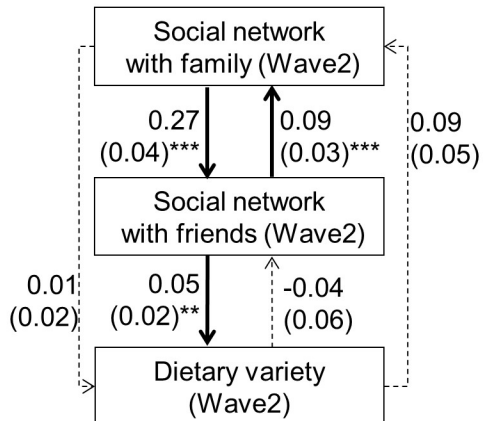 Social network
with family (Wave2)
0.27
(0.04)***
0.09
(0.03)***
0.09
(0.05)
Social network
with friends (Wave2)
0.01
(0.02)
0.05
(0.02)**
-0.04
(0.06)
Dietary variety
(Wave2)